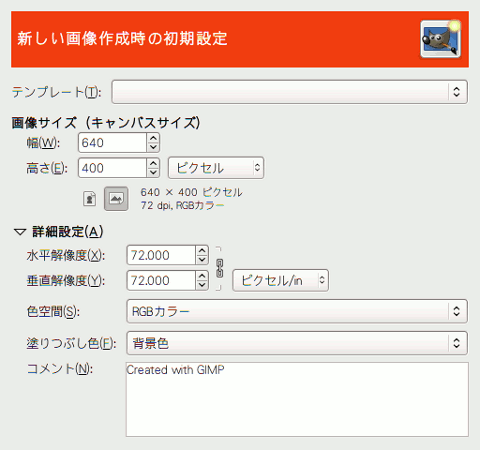 新しい画像作成時の初期設定
テンプレート(T):
画像サイズ（キャンバスサイズ）
幅(W): 640
高さ(E): 400 ピクセル
640 × 400 ピクセル
72 dpi, RGBカラー
詳細設定(A)
水平解像度(X): 72.000
垂直解像度(Y): 72.000 ピクセル/in
色空間(S): RGBカラー
塗りつぶし色(F): 背景色
コメント(N): Created with GIMP